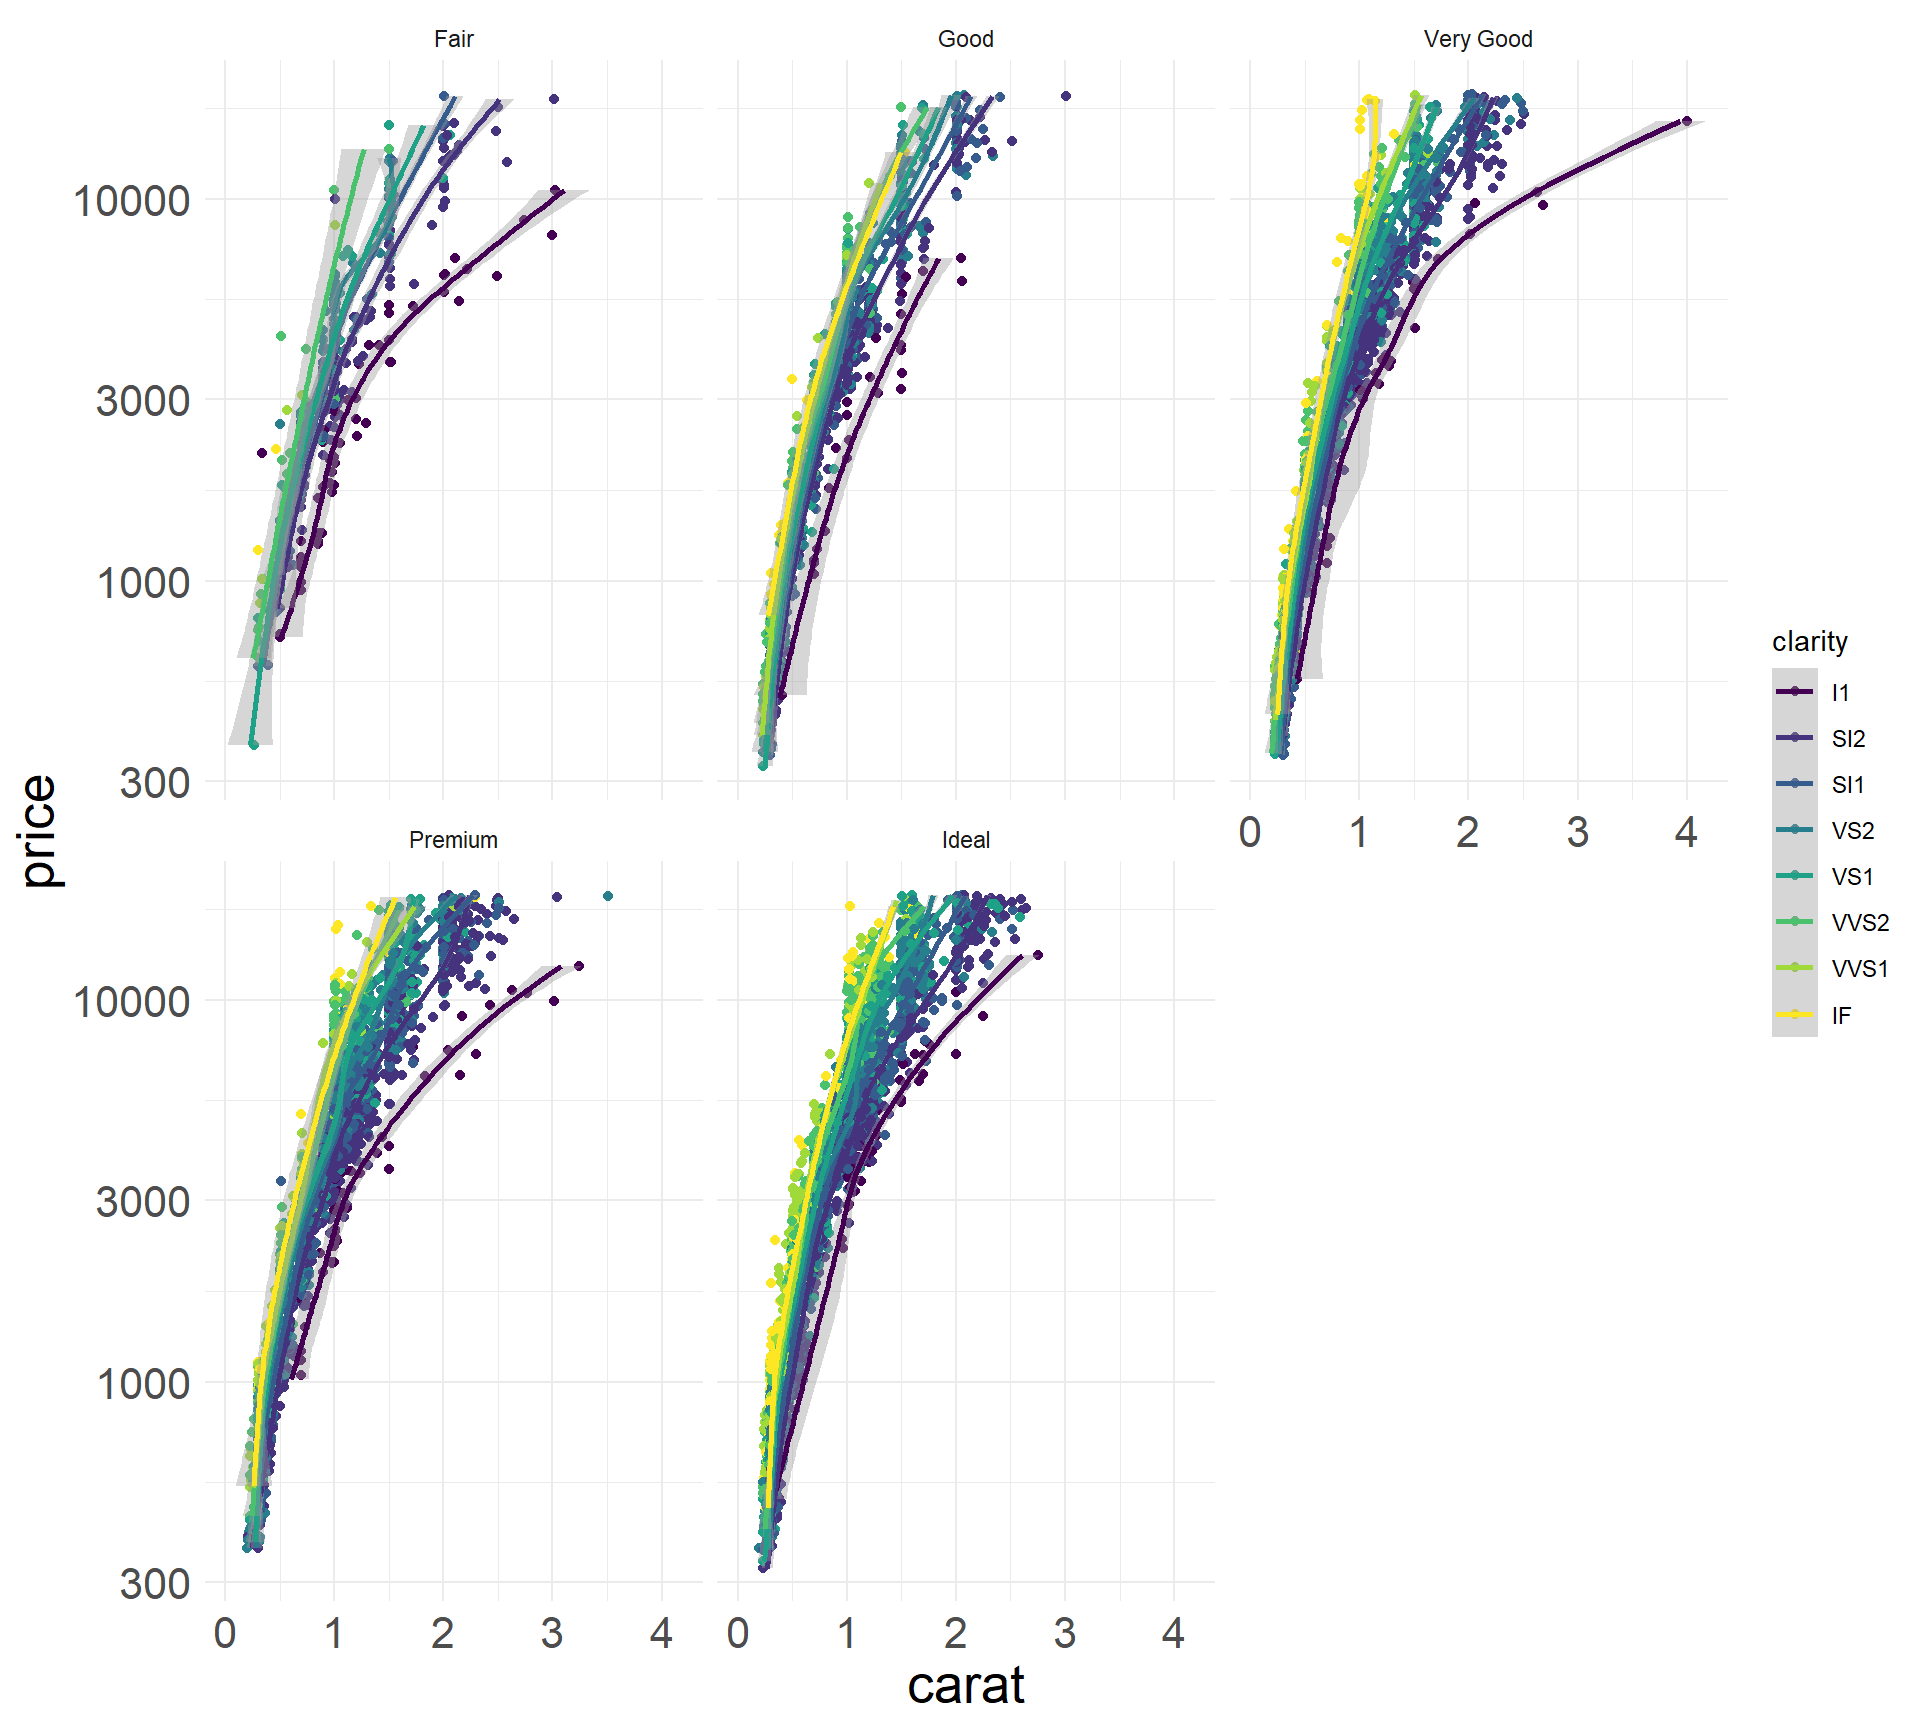 Fair
Good
Very Good
10000
3000
1000
300
0 1 2 3 4
Premium
Ideal
10000
3000
1000
300
0 1 2 3 4
0 1 2 3 4
price
carat
clarity
I1
SI2
SI1
VS2
VS1
VVS2
VVS1
IF